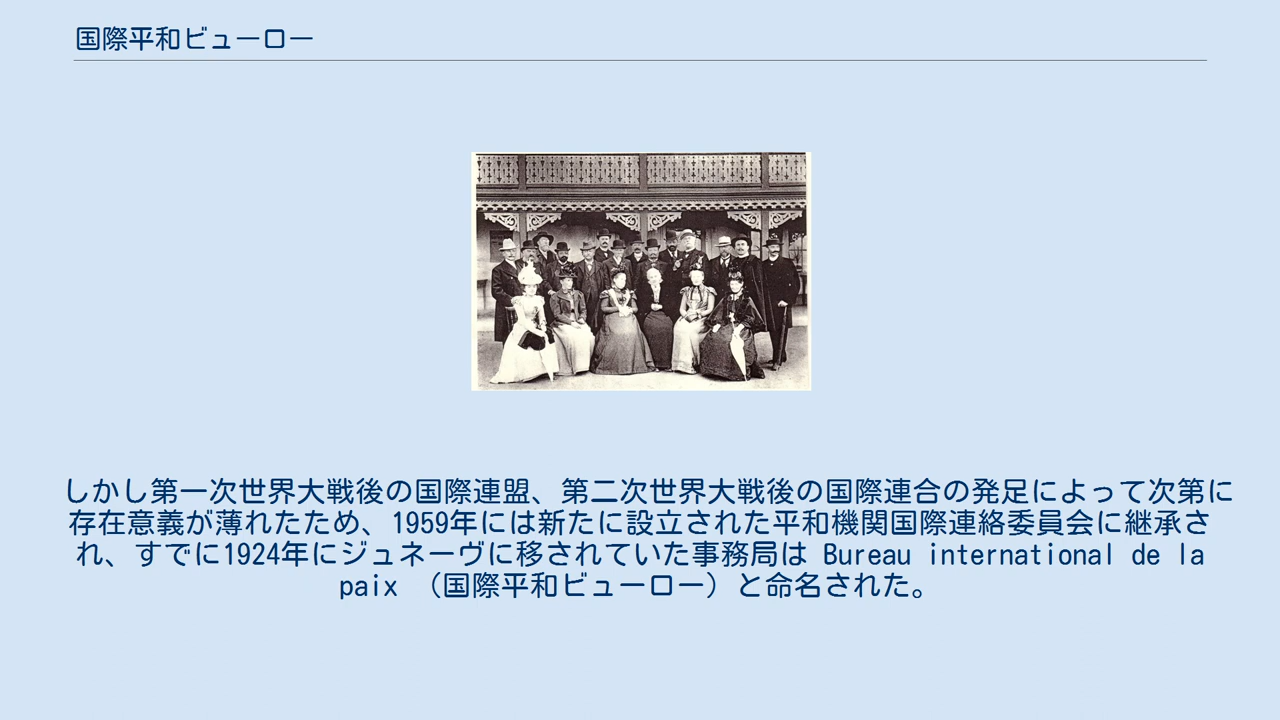 国際平和ビューロー
しかし第一次世界大戦後の国際連盟、第二次世界大戦後の国際連合の発足によって次第に
存在意義が薄れたため、1959年には新たに設立された平和機関国際連絡委員会に継承さ
れ、すでに1924年にジュネーヴに移されていた事務局は Bureau international de la
paix （国際平和ビューロー）と命名された。